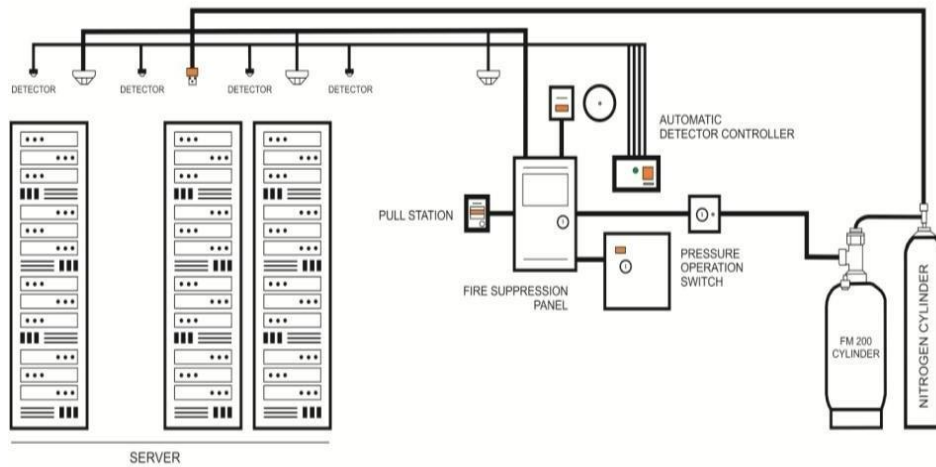 DETECTOR
DETECTOR
DETECTOR
DETECTOR
AUTOMATIC
DETECTOR CONTROLLER
PULL STATION
PRESSURE
OPERATION
SWITCH
FIRE SUPPRESSION
PANEL
FM 200
CYLINDER
NITROGEN CYLINDER
SERVER